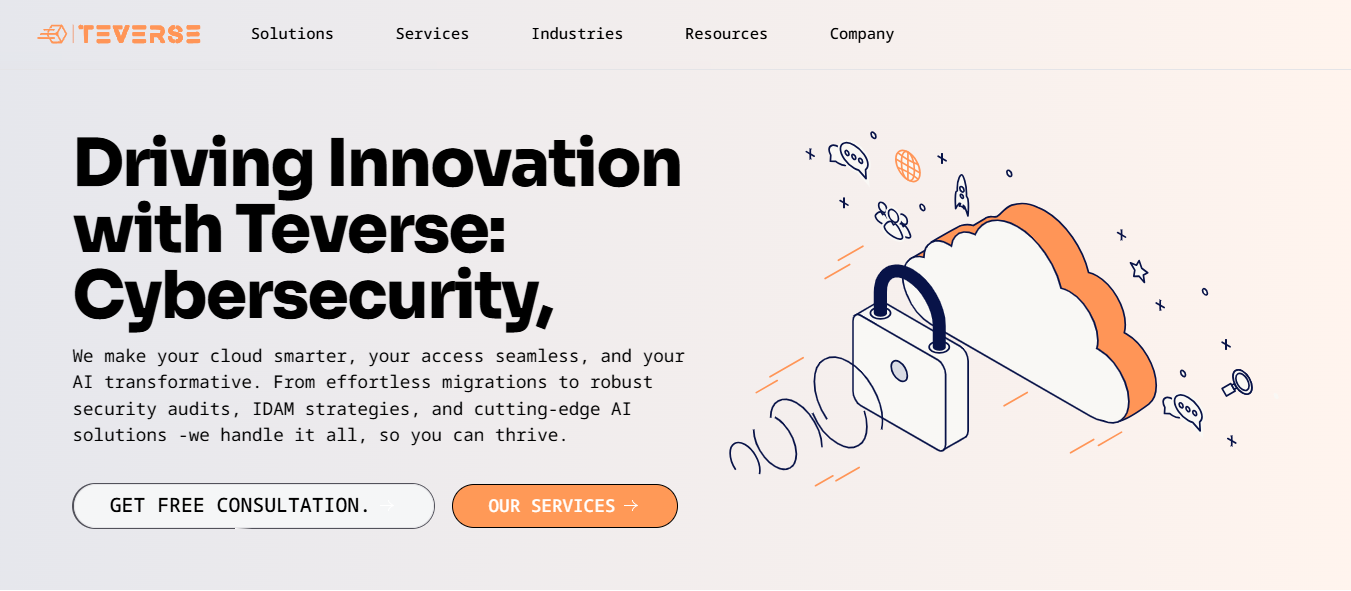 TEVERSE
Solutions
Services
Industries
Resources
Company
Driving Innovation
with Teverse:
Cybersecurity,
We make your cloud smarter, your access seamless, and your
AI transformative. From effortless migrations to robust
security audits, IDAM strategies, and cutting-edge AI
solutions -we handle it all, so you can thrive.
GET FREE CONSULTATION.
OUR SERVICES